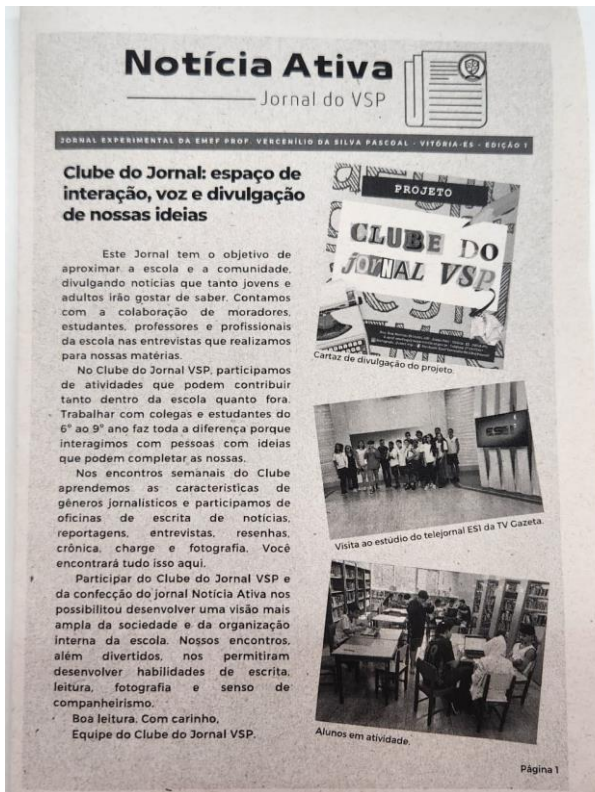 Notícia Ativa
Jornal do VSP
JORNAL EXPERIMENTAL DA EMEF PROF. VERCENÍLIO DA SILVA PASCOAL - VITÓRIA-ES - EDIÇÃO 1
Clube do Jornal: espaço de
interação, voz e divulgação
de nossas ideias
Este Jornal tem o objetivo de
aproximar a escola e a comunidade,
divulgando notícias que tanto jovens e
adultos irão gostar de saber. Contamos
com a colaboração de moradores,
estudantes, professores e profissionais
da escola nas entrevistas que realizamos
para nossas matérias.
No Clube do Jornal VSP, participamos
de atividades que podem contribuir
tanto dentro da escola quanto fora.
Trabalhar com colegas e estudantes do
6º ao 9º ano faz toda a diferença porque
interagimos com pessoas com ideias
que podem completar as nossas.
Nos encontros semanais do Clube
aprendemos as características de
gêneros jornalísticos e participamos de
oficinas de escrita de notícias,
reportagens, entrevistas, resenhas,
crônica, charge e fotografia. Você
encontrará tudo isso aqui.
Participar do Clube do Jornal VSP e
da confecção do jornal Notícia Ativa nos
possibilitou desenvolver uma visão mais
ampla da sociedade e da organização
interna da escola. Nossos encontros,
além divertidos, nos permitiram
desenvolver habilidades de escrita,
leitura, fotografia e senso de
companheirismo.
Boa leitura. Com carinho,
Equipe do Clube do Jornal VSP.
PROJETO
CLUBE DO
JORNAL VSP
Cartaz de divulgação do projeto.
ES1
Visita ao estúdio do telejornal ES1 da TV Gazeta.
Alunos em atividade.
Página 1